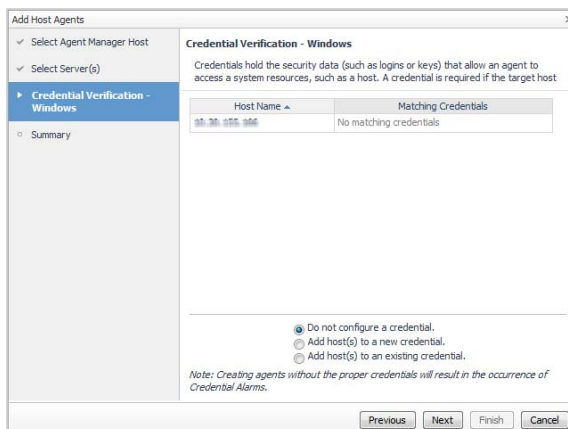 Add Host Agents
Select Agent Manager Host
Select Server(s)
Credential Verification -
Windows
Summary
Credential Verification - Windows
Credentials hold the security data (such as logins or keys) that allow an agent to
access a system resources, such as a host. A credential is required if the target host
Host Name Matching Credentials
No matching credentials
Do not configure a credential.
Add host(s) to a new credential.
Add host(s) to an existing credential.
Note: Creating agents without the proper credentials will result in the occurrence of
Credential Alarms.
Previous Next Finish Cancel